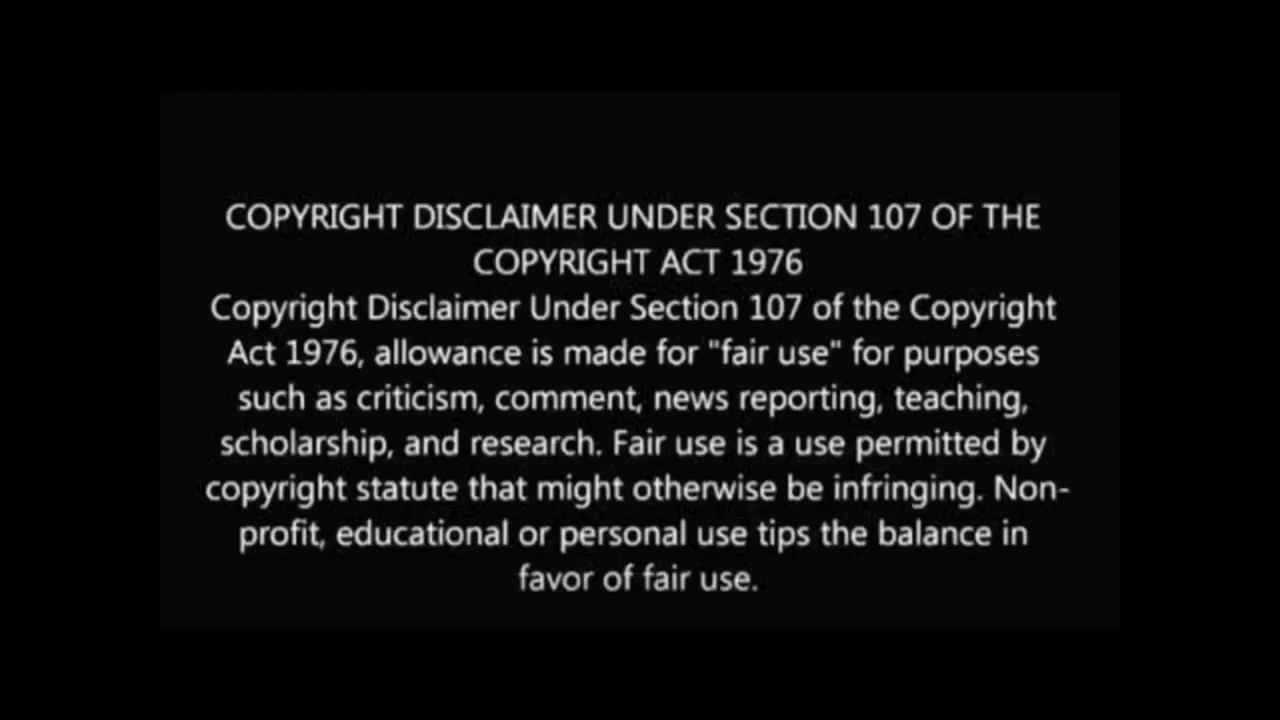 COPYRIGHT DISCLAIMER UNDER SECTION 107 OF THE
COPYRIGHT ACT 1976
Copyright Disclaimer Under Section 107 of the Copyright
Act 1976, allowance is made for "fair use" for purposes
such as criticism, comment, news reporting, teaching,
scholarship, and research. Fair use is a use permitted by
copyright statute that might otherwise be infringing. Non-
profit, educational or personal use tips the balance in
favor of fair use.